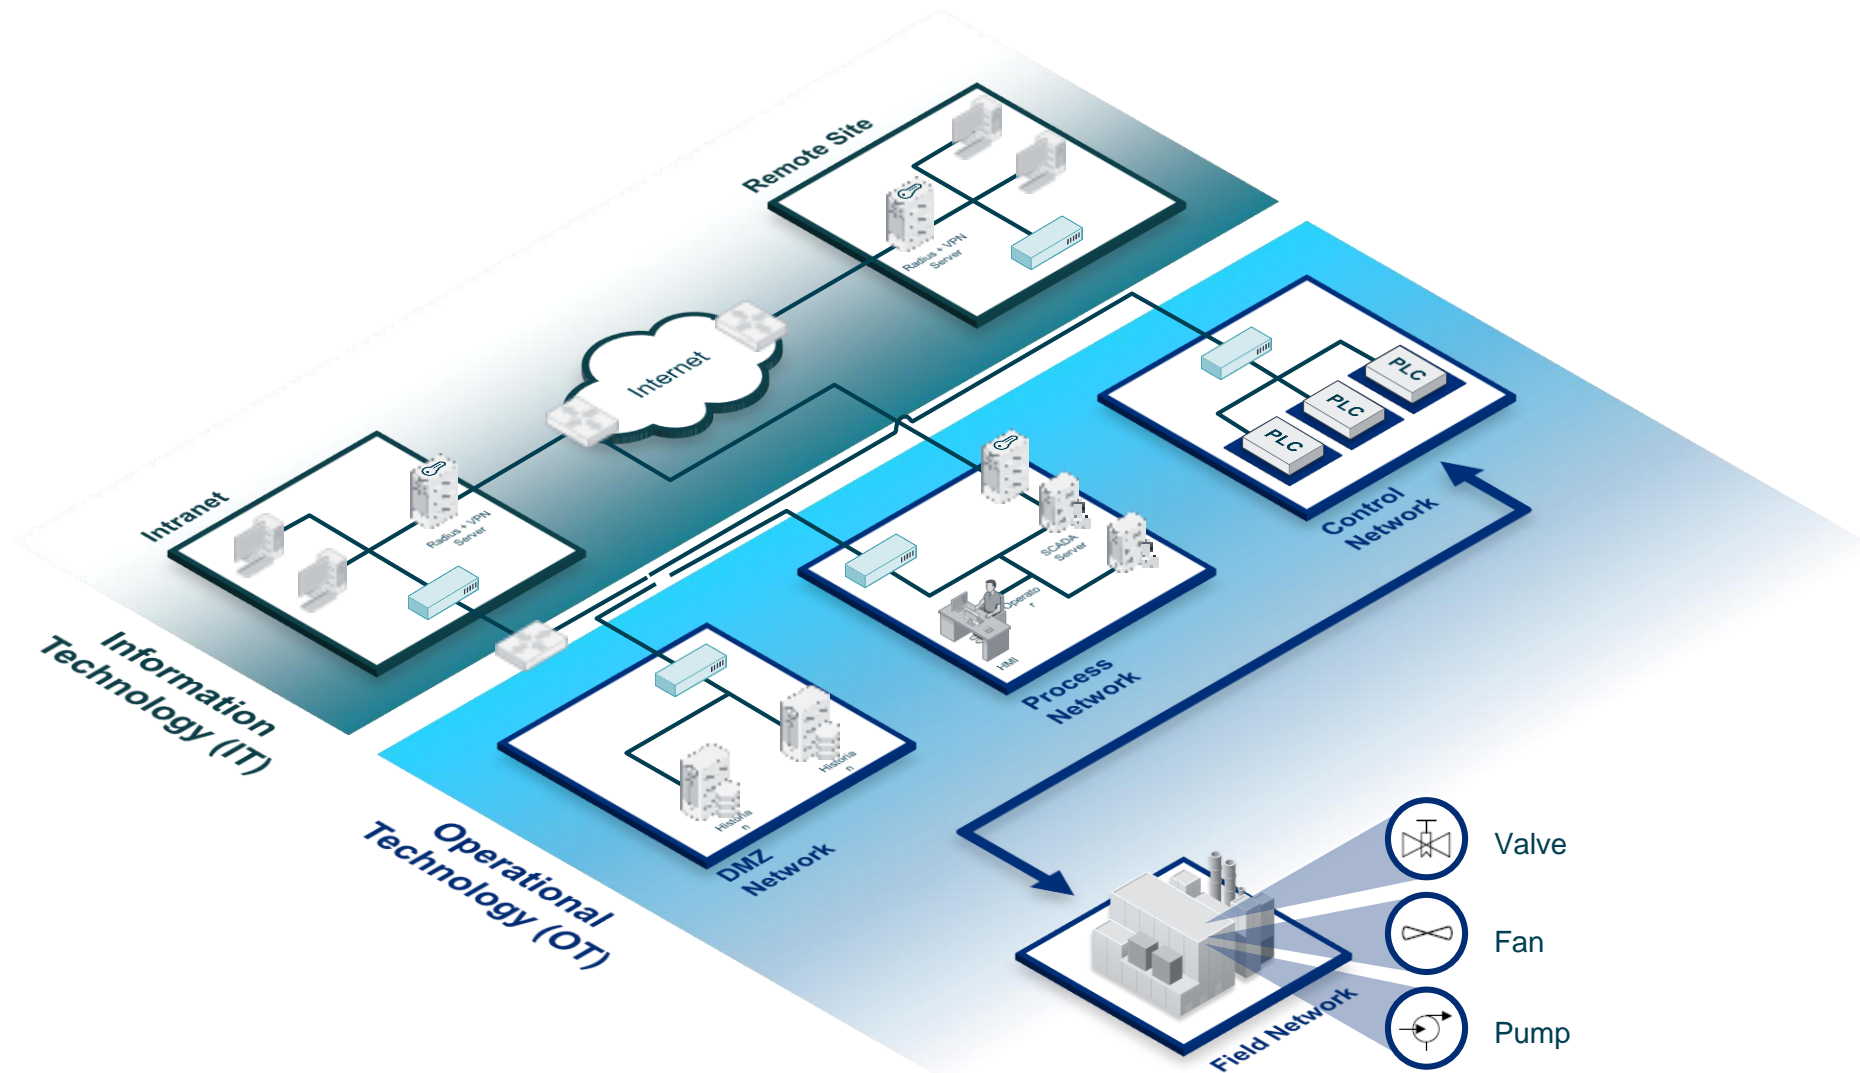 Remote Site
Radius + VPN
Server
Internet
Intranet
Radius + VPN
Server
Information
Technology (IT)
PLC
PLC
PLC
Control
Network
SCADA
Server
Operato
r
HMI
Process
Network
Historia
n
Historia
n
DMZ
Network
Operational
Technology (OT)
Valve
Fan
Pump
Field Network